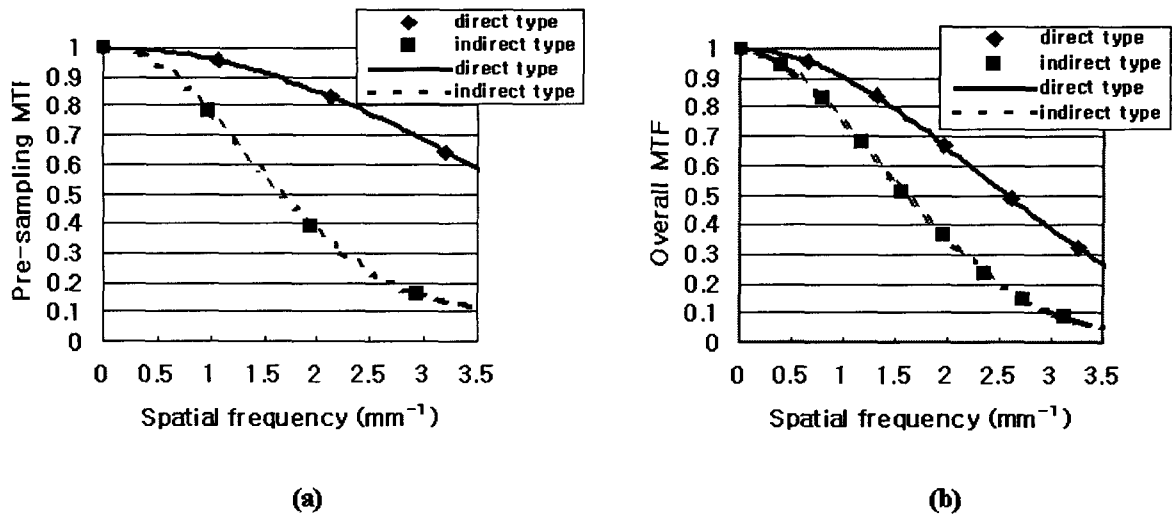 direct type
indirect type
direct type
indirect type
Pre-sampling MTF
1
0.9
0.8
0.7
0.6
0.5
0.4
0.3
0.2
0.1
0
0 0.5 1 1.5 2 2.5 3 3.5
Spatial frequency (mm⁻¹)
(a)
direct type
indirect type
direct type
indirect type
Overall MTF
1
0.9
0.8
0.7
0.6
0.5
0.4
0.3
0.2
0.1
0
0 0.5 1 1.5 2 2.5 3 3.5
Spatial frequency (mm⁻¹)
(b)